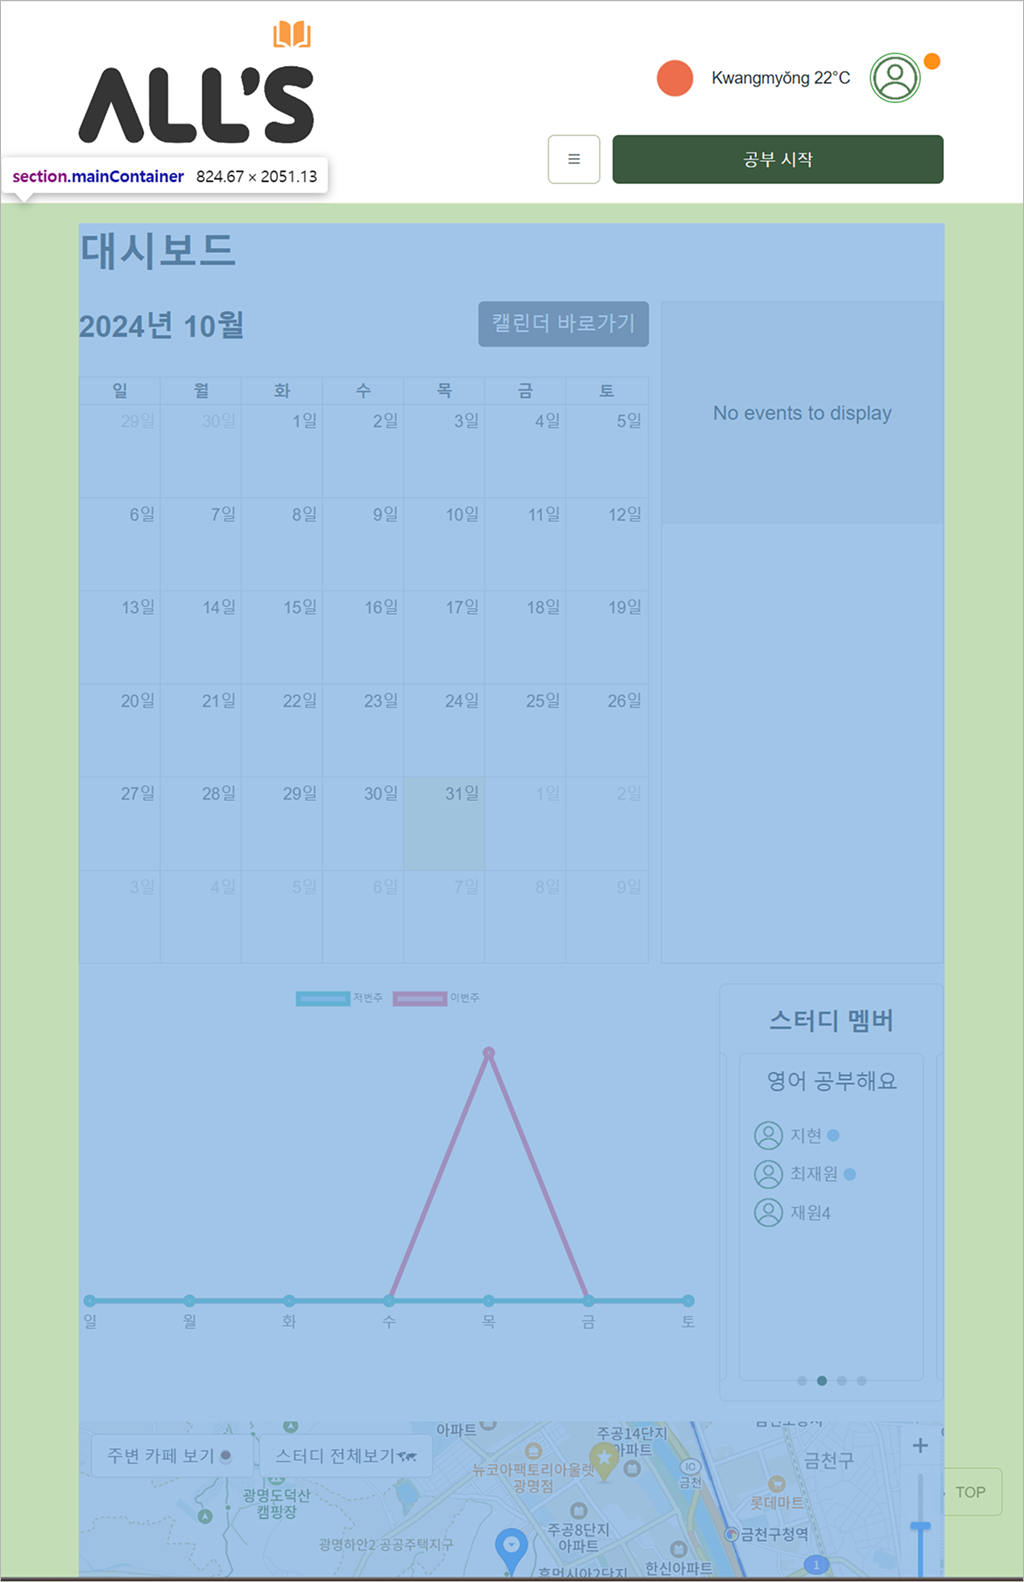 ALL'S
Kwangmyŏng 22°C
≡
공부 시작
section.mainContainer 824.67 × 2051.13
대시보드
2024년 10월
캘린더 바로가기
일 월 화 수 목 금 토
29일 30일 1일 2일 3일 4일 5일
6일 7일 8일 9일 10일 11일 12일
13일 14일 15일 16일 17일 18일 19일
20일 21일 22일 23일 24일 25일 26일
27일 28일 29일 30일 31일 1일 2일
3일 4일 5일 6일 7일 8일 9일
No events to display
저번주 이번주
일 월 화 수 목 금 토
스터디 멤버
영어 공부해요
지현
최재원
재원4
주변 카페 보기
스터디 전체보기
아파트
주공14단지
아파트
뉴코아팩토리아울렛
광명점
IC
금천
금천구
롯데마트
광명도덕산
캠핑장
주공8단지
아파트
금천구청역
광명하안2 공공주택지구
한신아파트
1
+
TOP